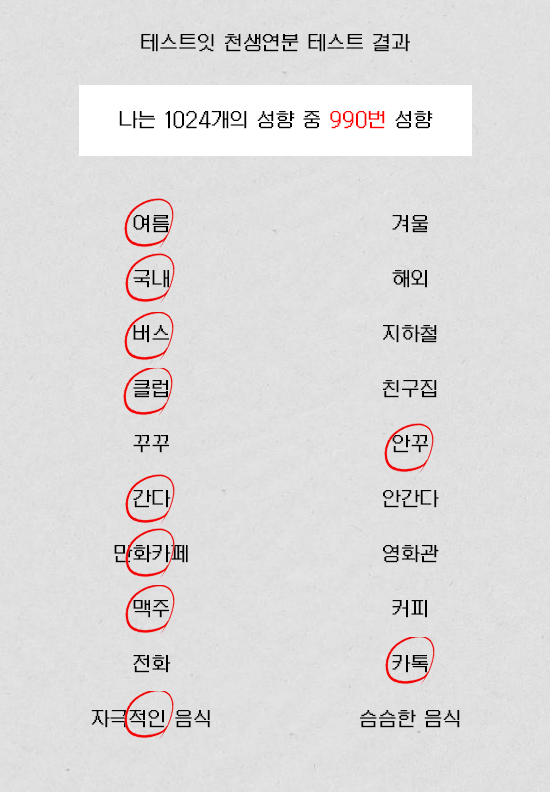 테스트잇 천생연분 테스트 결과
나는 1024개의 성향 중 990번 성향
여름 겨울
국내 해외
버스 지하철
클럽 친구집
꾸꾸 안꾸
간다 안간다
만화카페 영화관
맥주 커피
전화 카톡
자극적인 음식 슴슴한 음식